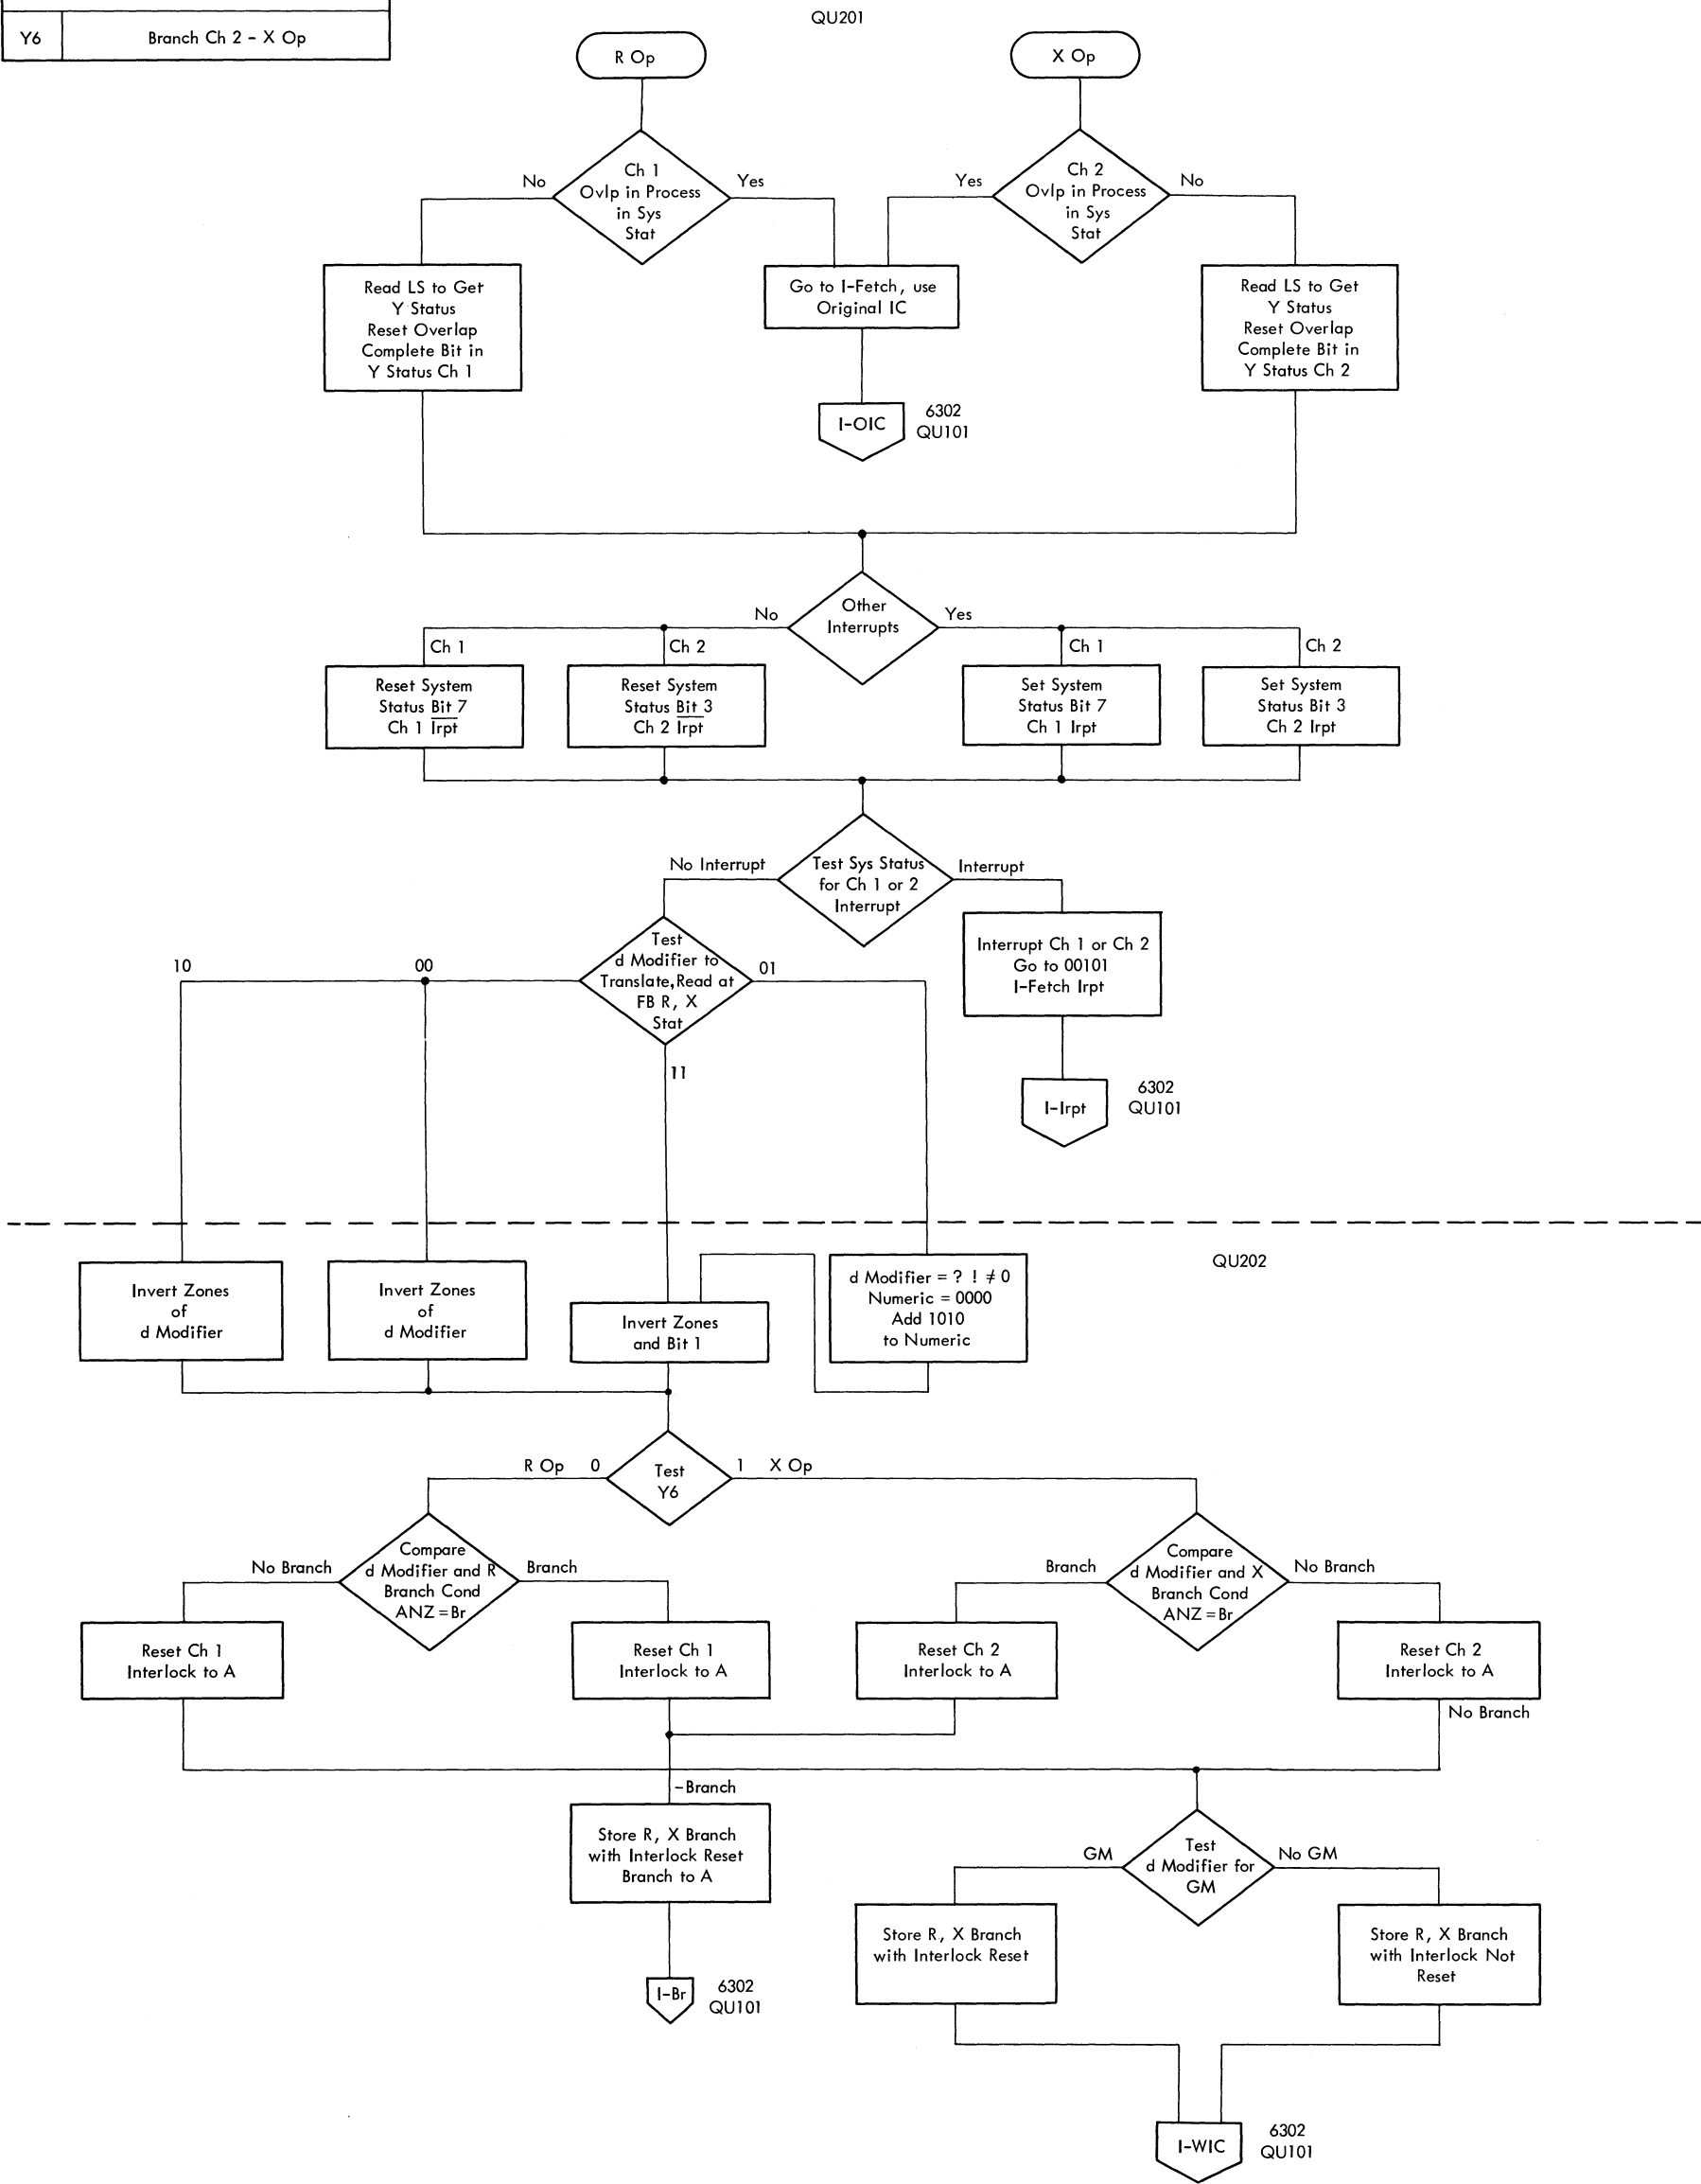 QU201
Y6 Branch Ch 2 - X Op
R Op
X Op
Ch 1
Ovlp in Process
in Sys
Stat
No
Yes
Ch 2
Ovlp in Process
in Sys
Stat
Yes
No
Read LS to Get
Y Status
Reset Overlap
Complete Bit in
Y Status Ch 1
Go to I-Fetch, use
Original IC
Read LS to Get
Y Status
Reset Overlap
Complete Bit in
Y Status Ch 2
I-OIC
6302
QU101
Other
Interrupts
No
Yes
Ch 1
Ch 2
Ch 1
Ch 2
Reset System
Status Bit 7
Ch 1 Irpt
Reset System
Status Bit 3
Ch 2 Irpt
Set System
Status Bit 7
Ch 1 Irpt
Set System
Status Bit 3
Ch 2 Irpt
No Interrupt
Test Sys Status
for Ch 1 or 2
Interrupt
Interrupt
Test
d Modifier to
Translate, Read at
FB R, X
Stat
10
00
01
11
Interrupt Ch 1 or Ch 2
Go to 00101
I-Fetch Irpt
I-Irpt
6302
QU101
QU202
Invert Zones
of
d Modifier
Invert Zones
of
d Modifier
Invert Zones
and Bit 1
d Modifier = ? ! ≠ 0
Numeric = 0000
Add 1010
to Numeric
R Op 0
Test
Y6
1 X Op
No Branch
Compare
d Modifier and R
Branch Cond
ANZ = Br
Branch
Branch
Compare
d Modifier and X
Branch Cond
ANZ = Br
No Branch
Reset Ch 1
Interlock to A
Reset Ch 1
Interlock to A
Reset Ch 2
Interlock to A
Reset Ch 2
Interlock to A
No Branch
-Branch
Store R, X Branch
with Interlock Reset
Branch to A
GM
Test
d Modifier for
GM
No GM
Store R, X Branch
with Interlock Reset
Store R, X Branch
with Interlock Not
Reset
I-Br
6302
QU101
I-WIC
6302
QU101